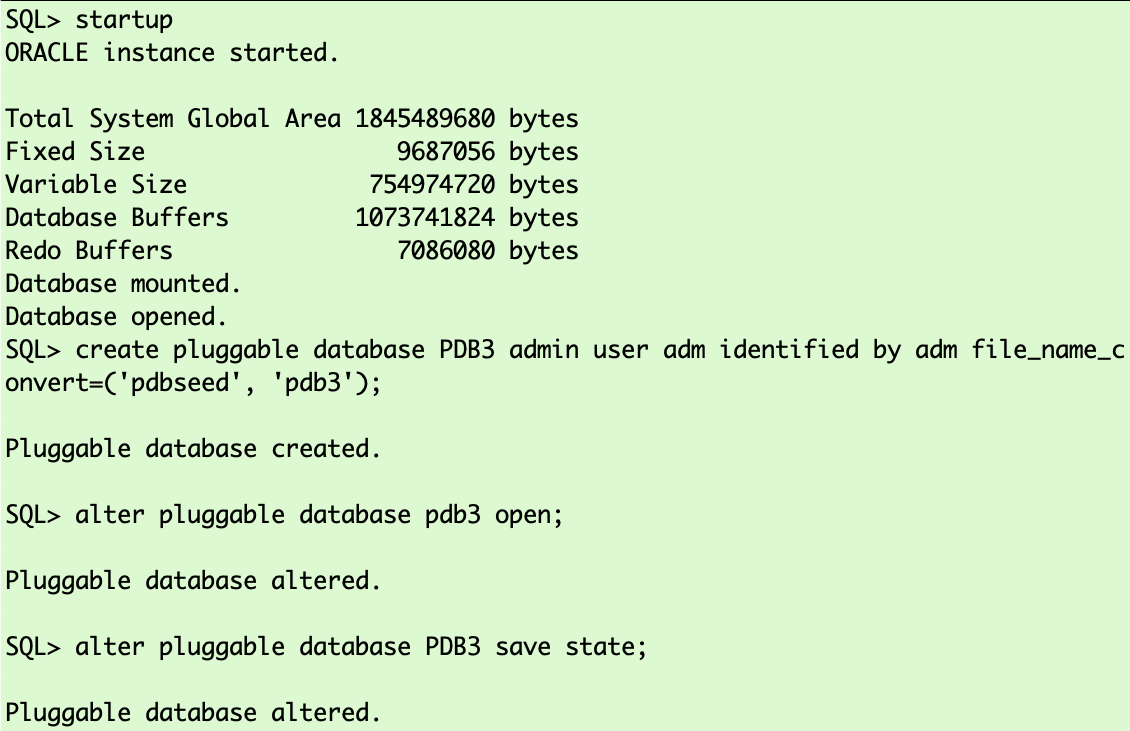 SQL> startup
ORACLE instance started.
Total System Global Area 1845489680 bytes
Fixed Size                  9687056 bytes
Variable Size             754974720 bytes
Database Buffers         1073741824 bytes
Redo Buffers                7086080 bytes
Database mounted.
Database opened.
SQL> create pluggable database PDB3 admin user adm identified by adm file_name_c
onvert=('pdbseed', 'pdb3');
Pluggable database created.
SQL> alter pluggable database pdb3 open;
Pluggable database altered.
SQL> alter pluggable database PDB3 save state;
Pluggable database altered.